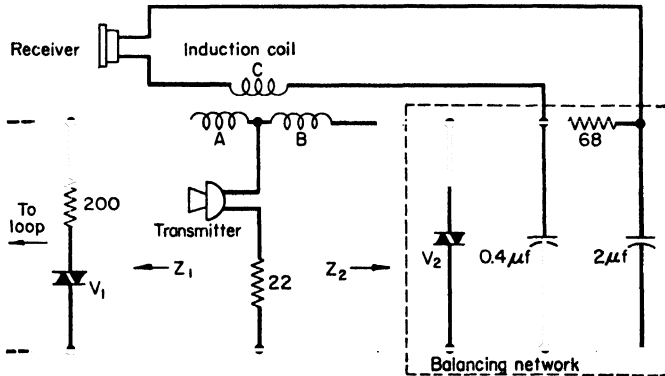 Receiver
Induction coil
C
A
B
68
200
To
loop
Transmitter
Z₁
Z₂
22
V₁
V₂
0.4μf
2μf
Balancing network